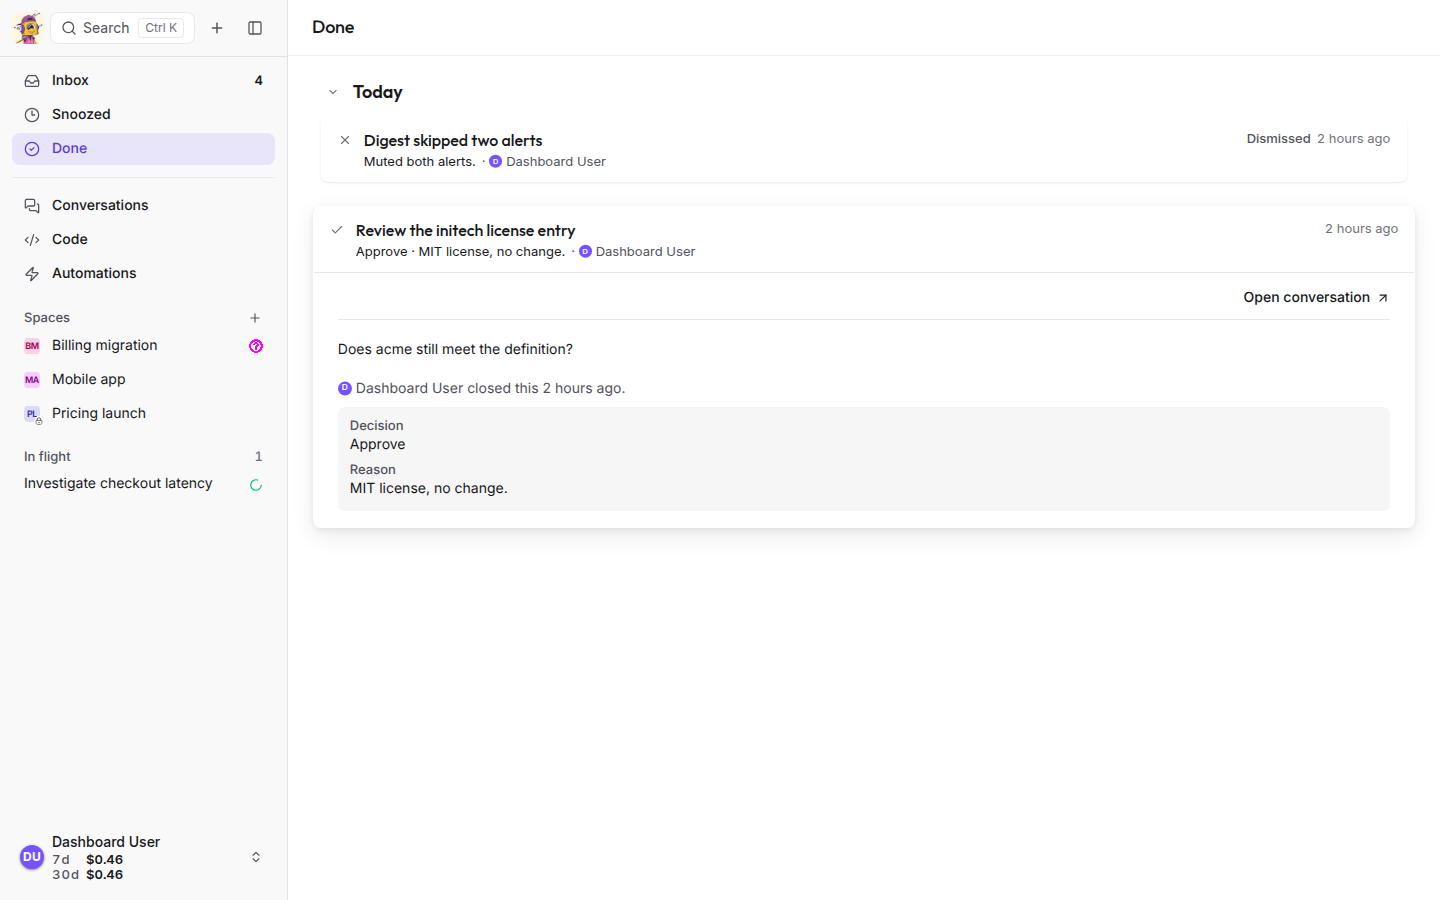 Search Ctrl K
Inbox 4
Snoozed
Done
Conversations
Code
Automations
Spaces
BM Billing migration
MA Mobile app
PL Pricing launch
In flight 1
Investigate checkout latency
DU Dashboard User
7d $0.46
30d $0.46
Done
Today
Digest skipped two alerts Dismissed 2 hours ago
Muted both alerts. · D Dashboard User
Review the initech license entry 2 hours ago
Approve · MIT license, no change. · D Dashboard User
Open conversation
Does acme still meet the definition?
D Dashboard User closed this 2 hours ago.
Decision
Approve
Reason
MIT license, no change.